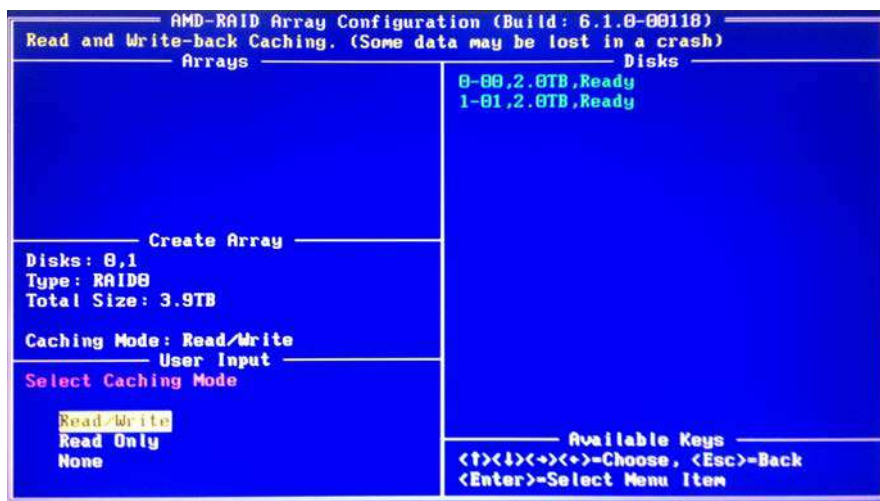 AMD-RAID Array Configuration (Build: 6.1.0-00118)
Read and Write-back Caching. (Some data may be lost in a crash)
Arrays
Disks
0-00,2.0TB,Ready
1-01,2.0TB,Ready
Create Array
Disks: 0,1
Type: RAID0
Total Size: 3.9TB
Caching Mode: Read/Write
User Input
Select Caching Mode
Read/Write
Read Only
None
Available Keys
<↑><↓><→><←>=Choose, <Esc>=Back
<Enter>=Select Menu Item